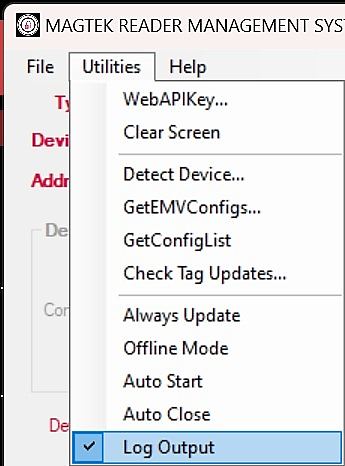 MAGTEK READER MANAGEMENT SYS
File Utilities Help
Ty
WebAPIKey...
Clear Screen
Devi
Detect Device...
Addr
GetEMVConfigs...
De
GetConfigList
Check Tag Updates...
Con
Always Update
Offline Mode
Auto Start
Auto Close
De
Log Output